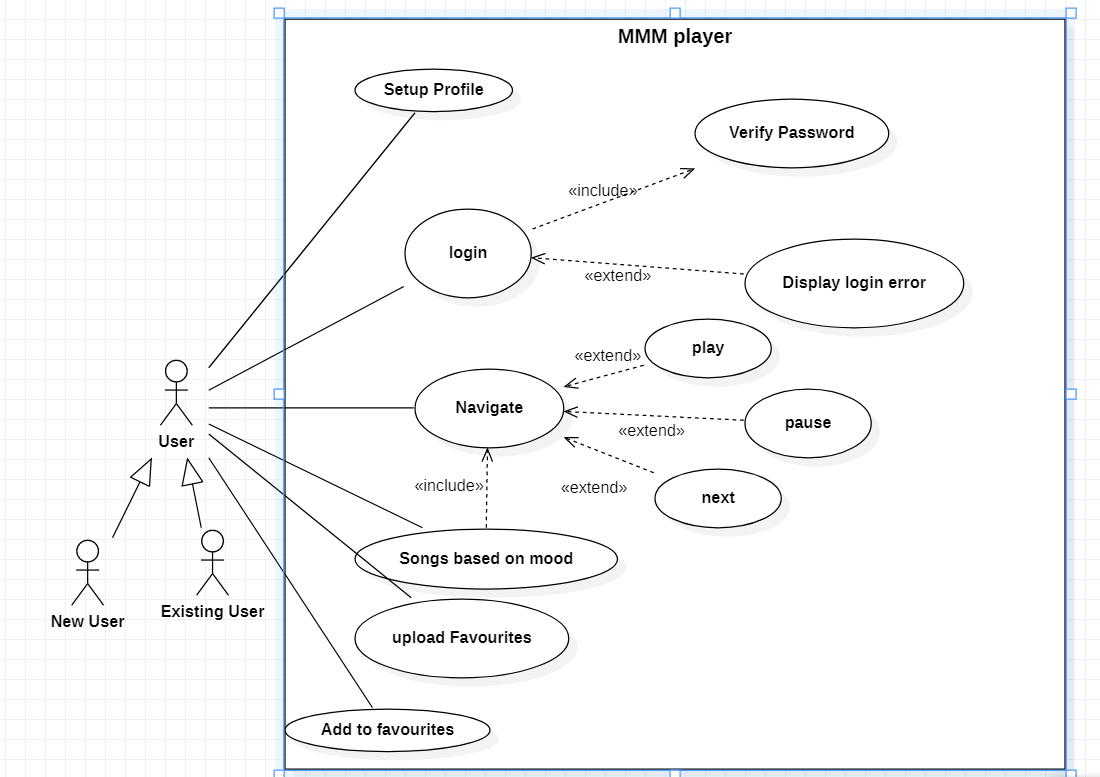 MMM player
Setup Profile
Verify Password
«include»
login
«extend»
Display login error
play
«extend»
Navigate
pause
«extend»
User
«include»
next
«extend»
Songs based on mood
New User
Existing User
upload Favourites
Add to favourites